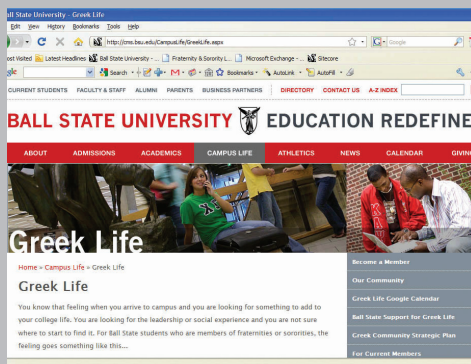 Ball State University - Greek Life
Edit View History Bookmarks Tools Help
http://cms.bsu.edu/CampusLife/GreekLife.aspx
Google
Most Visited Latest Headlines Ball State University - ... Fraternity & Sorority L... Microsoft Exchange - ... Sitecore
Search Bookmarks AutoLink AutoFill
CURRENT STUDENTS FACULTY & STAFF ALUMNI PARENTS BUSINESS PARTNERS DIRECTORY CONTACT US A-Z INDEX
BALL STATE UNIVERSITY EDUCATION REDEFINE
ABOUT ADMISSIONS ACADEMICS CAMPUS LIFE ATHLETICS NEWS CALENDAR GIVING
Greek Life
Home » Campus Life » Greek Life
Greek Life
You know that feeling when you arrive to campus and you are looking for something to add to
your college life. You are looking for the leadership or social experience and you are not sure
where to start to find it. For Ball State students who are members of fraternities or sororities, the
feeling goes something like this...
Become a Member
Our Community
Greek Life Google Calendar
Ball State Support for Greek Life
Greek Community Strategic Plan
For Current Members